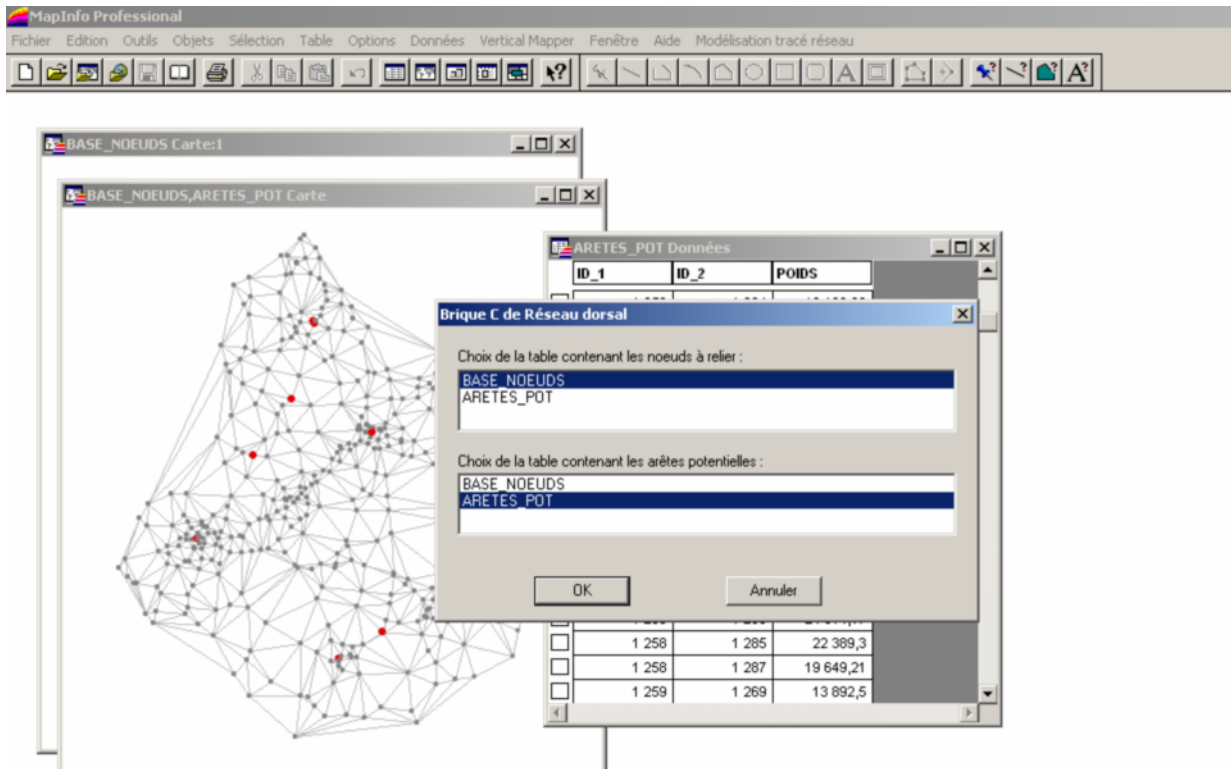 MapInfo Professional
Fichier Edition Outils Objets Sélection Table Options Données Vertical Mapper Fenêtre Aide Modélisation tracé réseau
BASE_NOEUDS Carte:1
BASE_NOEUDS,ARETES_POT Carte
ARETES_POT Données
ID_1 ID_2 POIDS
Brique C de Réseau dorsal
Choix de la table contenant les noeuds à relier :
BASE_NOEUDS
ARETES_POT
Choix de la table contenant les arêtes potentielles :
BASE_NOEUDS
ARETES_POT
OK Annuler
1 258 1 285 22 389,3
1 258 1 287 19 649,21
1 259 1 269 13 892,5